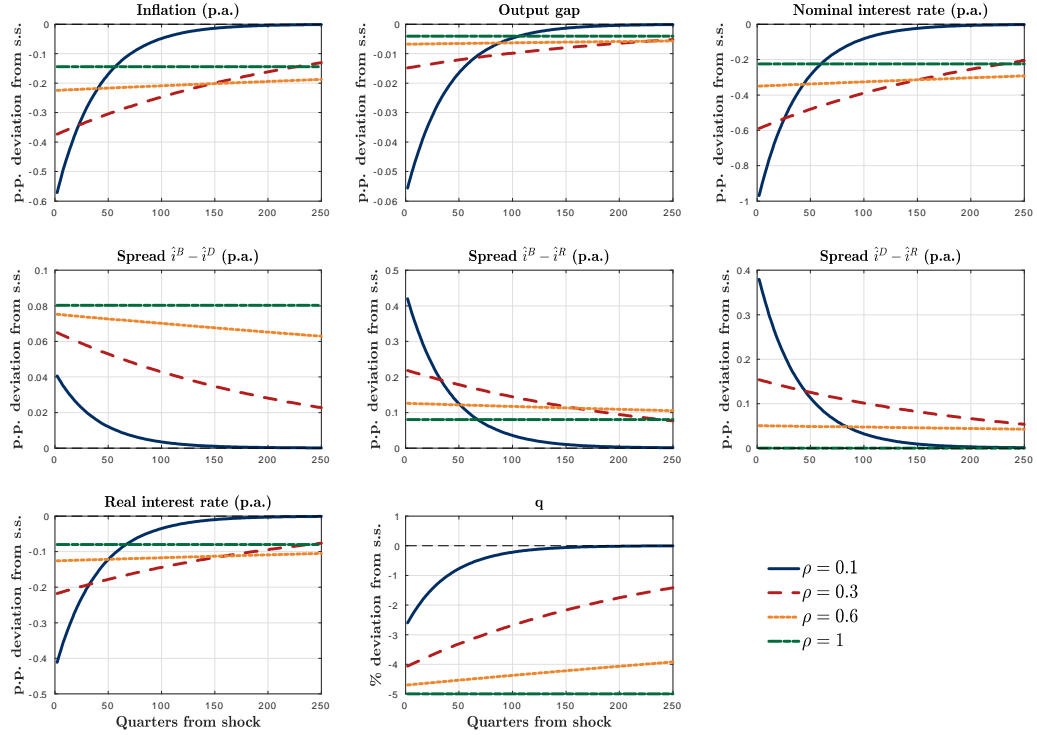 Inflation (p.a.)
p.p. deviation from s.s.
0
-0.1
-0.2
-0.3
-0.4
-0.5
-0.6
0 50 100 150 200 250
Output gap
p.p. deviation from s.s.
0
-0.01
-0.02
-0.03
-0.04
-0.05
-0.06
0 50 100 150 200 250
Nominal interest rate (p.a.)
p.p. deviation from s.s.
0
-0.2
-0.4
-0.6
-0.8
-1
0 50 100 150 200 250
Spread î^B − î^D (p.a.)
p.p. deviation from s.s.
0.1
0.08
0.06
0.04
0.02
0
0 50 100 150 200 250
Spread î^B − î^R (p.a.)
p.p. deviation from s.s.
0.5
0.4
0.3
0.2
0.1
0
0 50 100 150 200 250
Spread î^D − î^R (p.a.)
p.p. deviation from s.s.
0.4
0.3
0.2
0.1
0
0 50 100 150 200 250
Real interest rate (p.a.)
p.p. deviation from s.s.
0
-0.1
-0.2
-0.3
-0.4
-0.5
0 50 100 150 200 250
Quarters from shock
q
% deviation from s.s.
1
0
-1
-2
-3
-4
-5
0 50 100 150 200 250
Quarters from shock
ρ = 0.1
ρ = 0.3
ρ = 0.6
ρ = 1